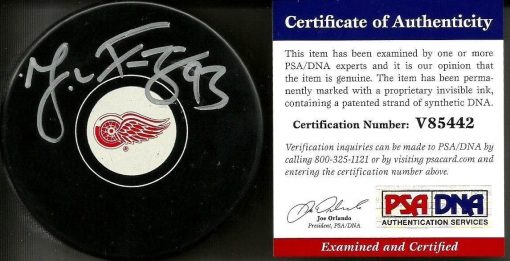 93
Certificate of Authenticity
This item has been examined by one or more
PSA/DNA experts and it is our opinion that
the item is genuine. The item has been perma-
nently marked with a proprietary invisible ink,
containing a patented strand of synthetic DNA.
Certification Number: V85442
Verification inquiries can be made to PSA/DNA by
calling 800-325-1121 or by visiting psacard.com and
entering the certification number above.
Joe Orlando
President, PSA/DNA
PSA DNA
AUTHENTICATION SERVICES
Examined and Certified